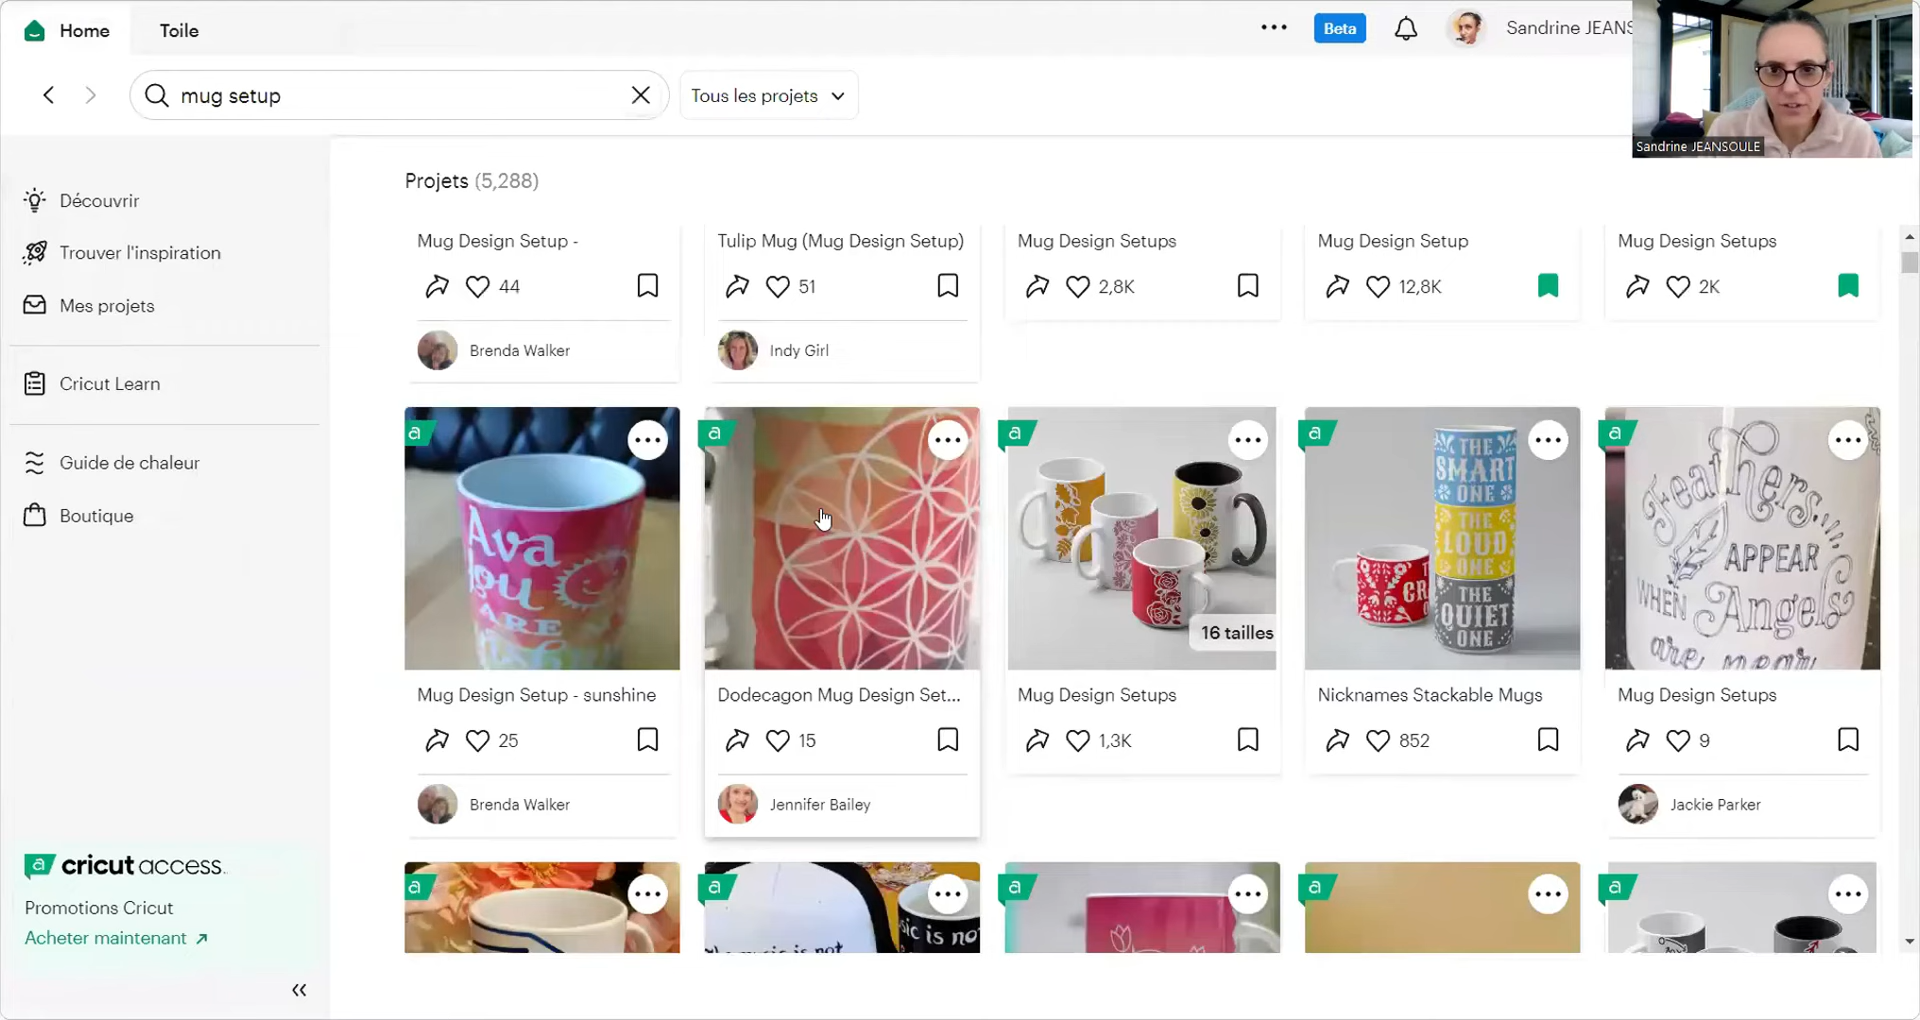 Home
Toile
Beta
Sandrine JEANS
mug setup
Tous les projets
Sandrine JEANSOULE
Découvrir
Trouver l'inspiration
Mes projets
Cricut Learn
Guide de chaleur
Boutique
a cricut access.
Promotions Cricut
Acheter maintenant
Projets (5,288)
Mug Design Setup -
44
Brenda Walker
Tulip Mug (Mug Design Setup)
51
Indy Girl
Mug Design Setups
2,8K
Mug Design Setup
12,8K
Mug Design Setups
2K
a
Ava
you
ARE
Mug Design Setup - sunshine
25
Brenda Walker
a
Dodecagon Mug Design Set...
15
Jennifer Bailey
a
16 tailles
Mug Design Setups
1,3K
a
THE
SMART
ONE
THE
LOUD
ONE
THE
QUIET
ONE
Nicknames Stackable Mugs
852
a
Feathers
APPEAR
WHEN Angels
are near
Mug Design Setups
9
Jackie Parker
a
a
music is not
sic is no
a
a
a